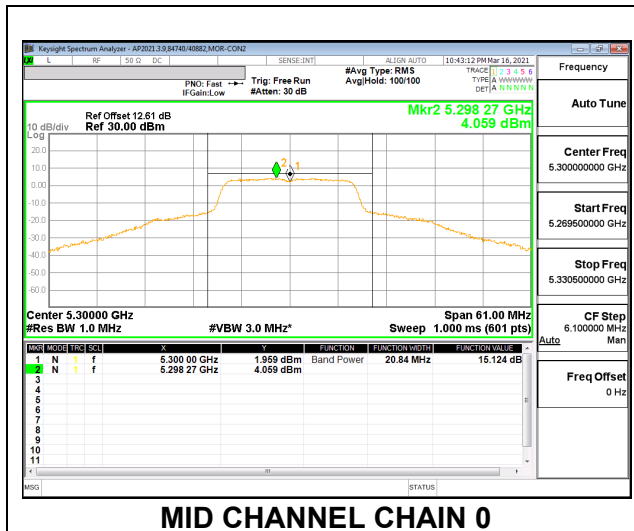 Keysight Spectrum Analyzer - AP2021.3.9,84740/40882,MOR-CON2
L RF 50 Ω DC SENSE:INT ALIGN AUTO 10:43:12 PM Mar 16, 2021
#Avg Type: RMS TRACE 1 2 3 4 5 6
PNO: Fast Trig: Free Run Avg|Hold: 100/100 TYPE A WWWWW
IFGain:Low #Atten: 30 dB DET A N N N N N
Frequency
Auto Tune
Center Freq
5.300000000 GHz
Start Freq
5.269500000 GHz
Stop Freq
5.330500000 GHz
CF Step
6.100000 MHz
Auto Man
Freq Offset
0 Hz
Mkr2 5.298 27 GHz
4.059 dBm
Ref Offset 12.61 dB
10 dB/div Ref 30.00 dBm
Log
20.0
10.0
0.00
-10.0
-20.0
-30.0
-40.0
-50.0
-60.0
2 1
Center 5.30000 GHz Span 61.00 MHz
#Res BW 1.0 MHz #VBW 3.0 MHz* Sweep 1.000 ms (601 pts)
MKR MODE TRC SCL X Y FUNCTION FUNCTION WIDTH FUNCTION VALUE
1 N 1 f 5.300 00 GHz 1.959 dBm Band Power 20.84 MHz 15.124 dB
2 N 1 f 5.298 27 GHz 4.059 dBm
3
4
5
6
7
8
9
10
11
MSG STATUS
MID CHANNEL CHAIN 0